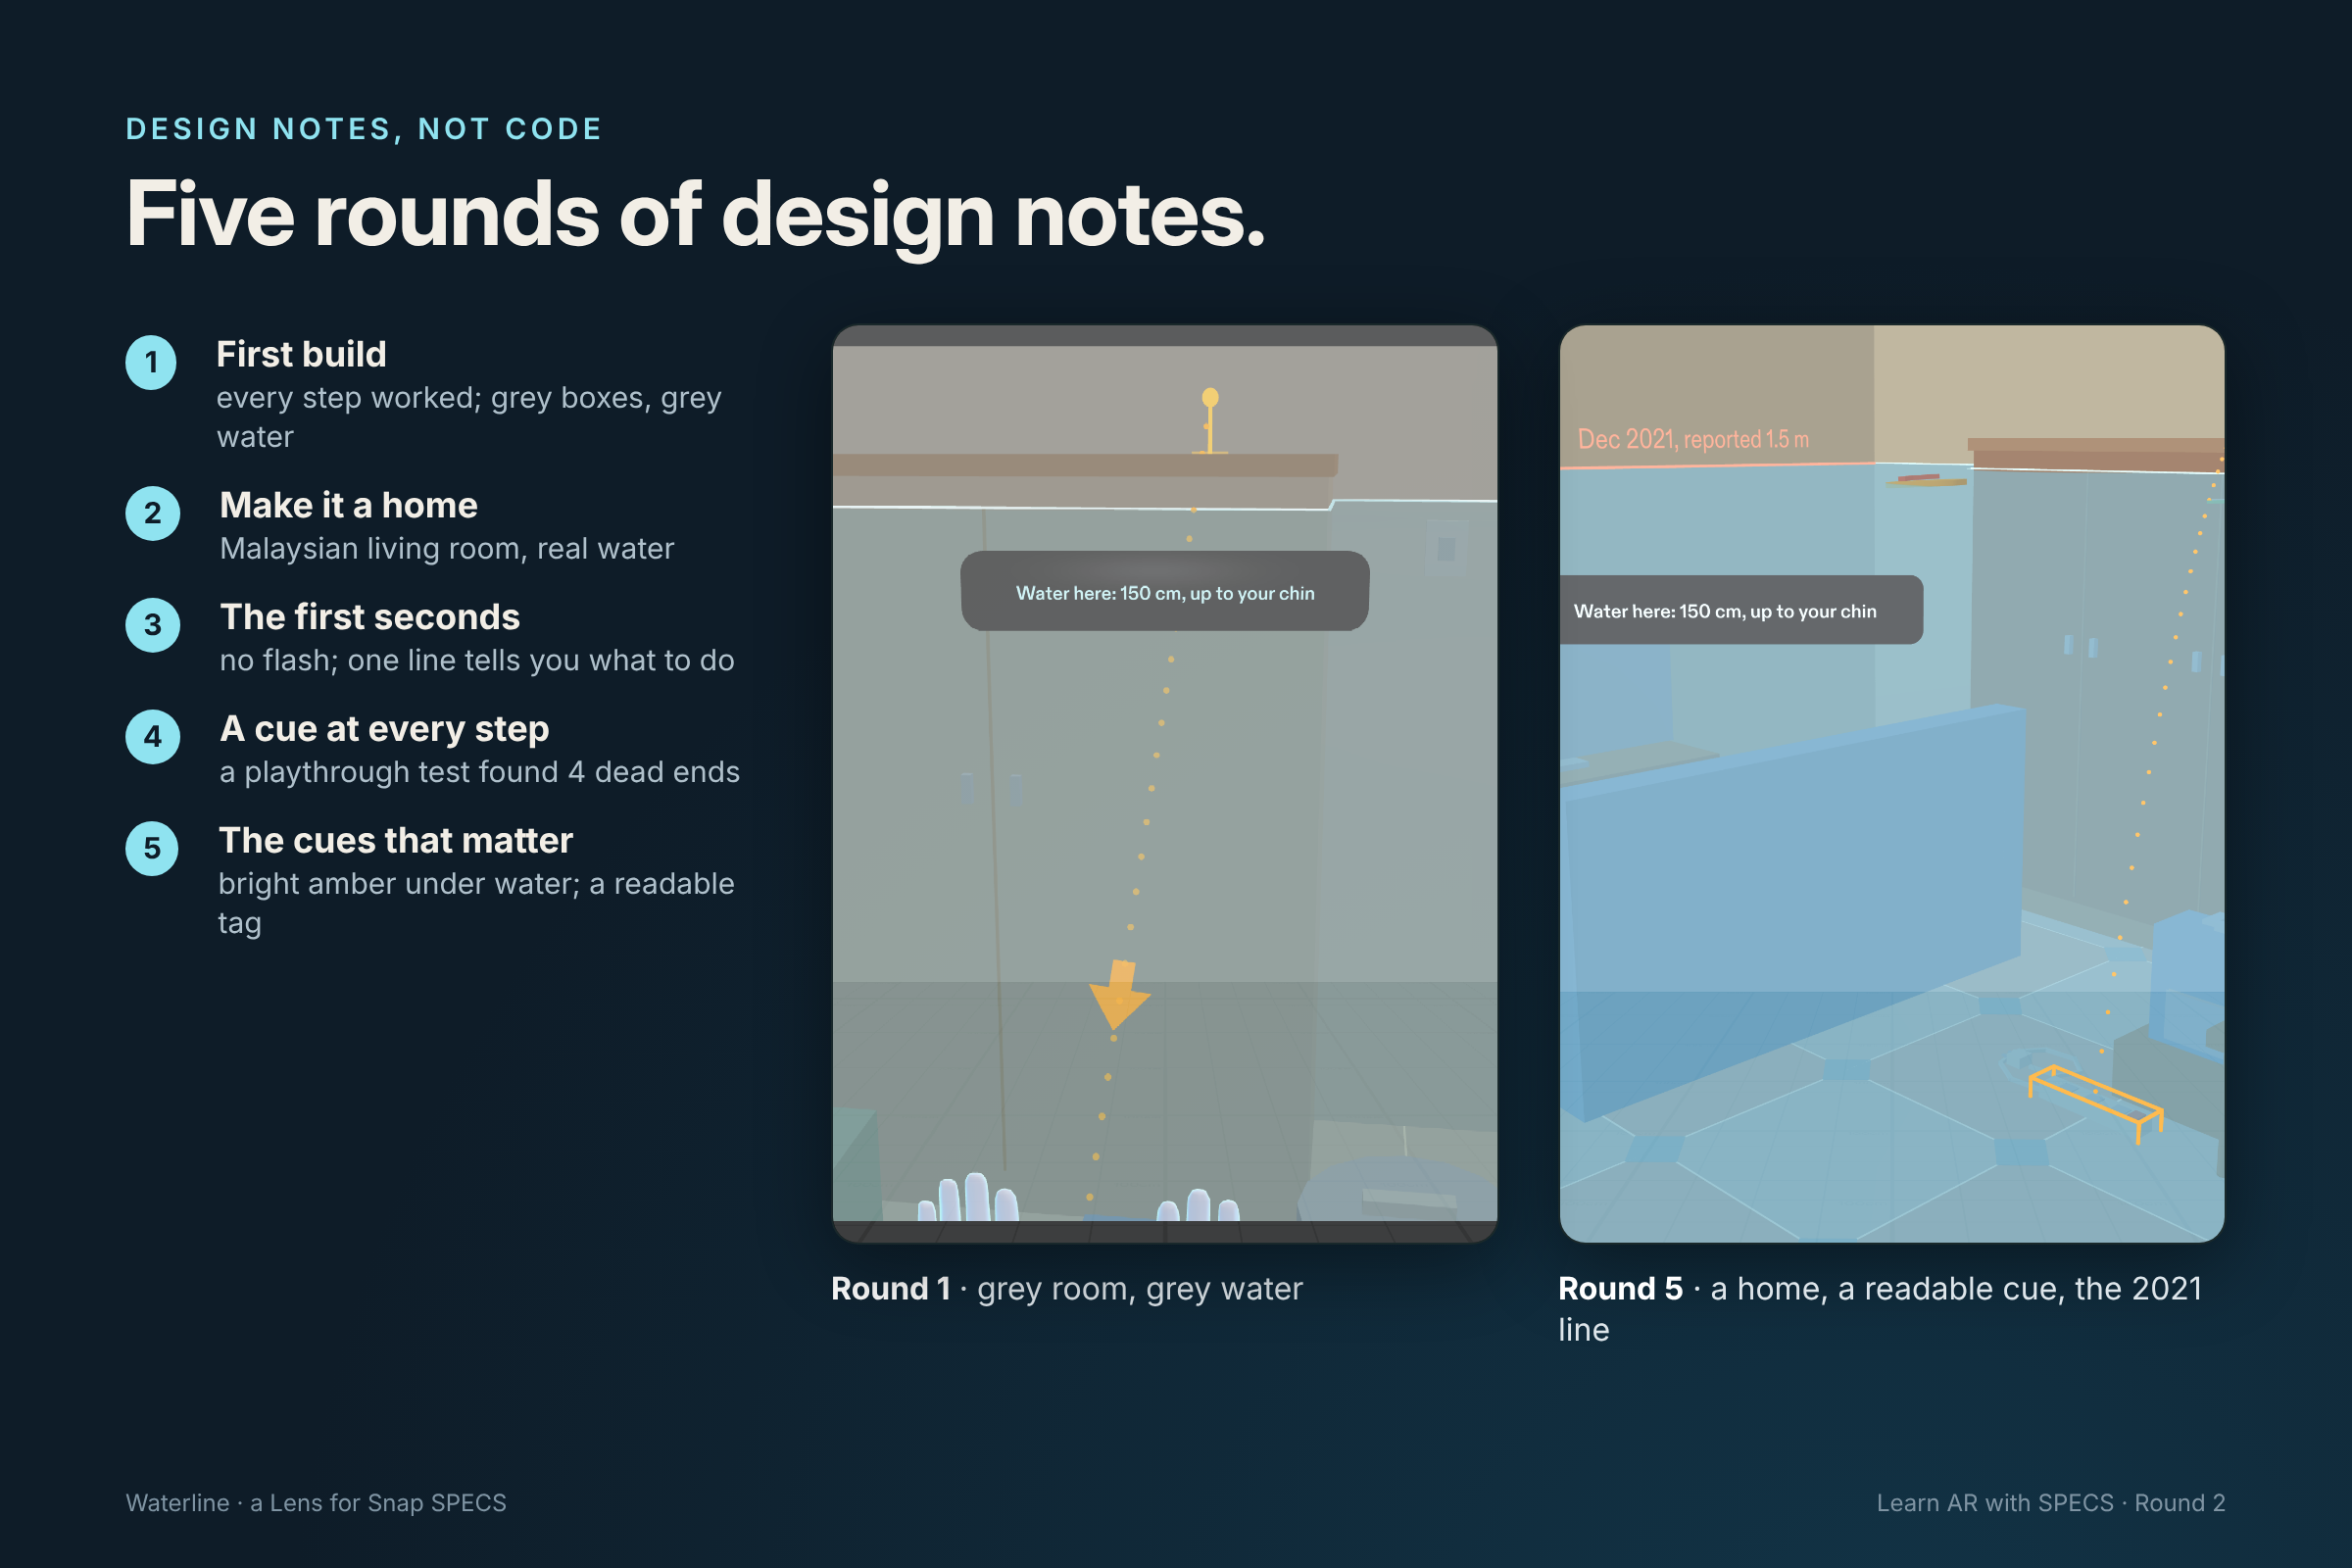 DESIGN NOTES, NOT CODE
Five rounds of design notes.
1
First build
every step worked; grey boxes, grey
water
2
Make it a home
Malaysian living room, real water
3
The first seconds
no flash; one line tells you what to do
4
A cue at every step
a playthrough test found 4 dead ends
5
The cues that matter
bright amber under water; a readable
tag
Water here: 150 cm, up to your chin
Round 1 · grey room, grey water
Dec 2021, reported 1.5 m
Water here: 150 cm, up to your chin
Round 5 · a home, a readable cue, the 2021
line
Waterline · a Lens for Snap SPECS
Learn AR with SPECS · Round 2